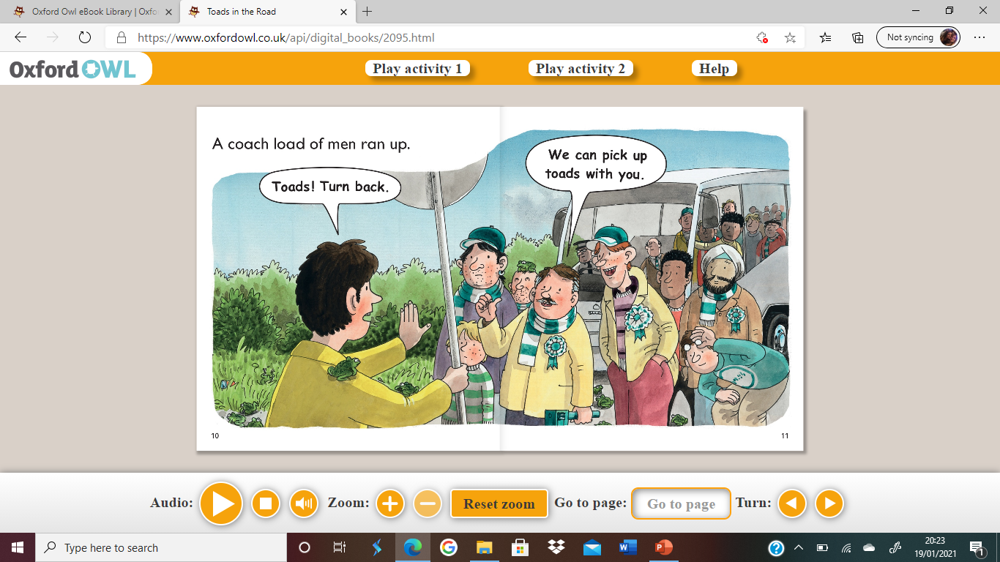 Oxford Owl eBook Library | Oxfo
Toads in the Road
https://www.oxfordowl.co.uk/api/digital_books/2095.html
Not syncing
Oxford OWL
Play activity 1
Play activity 2
Help
A coach load of men ran up.
Toads! Turn back.
We can pick up
toads with you.
10
11
Audio:
Zoom:
Reset zoom
Go to page:
Go to page
Turn:
Type here to search
20:23
19/01/2021
1